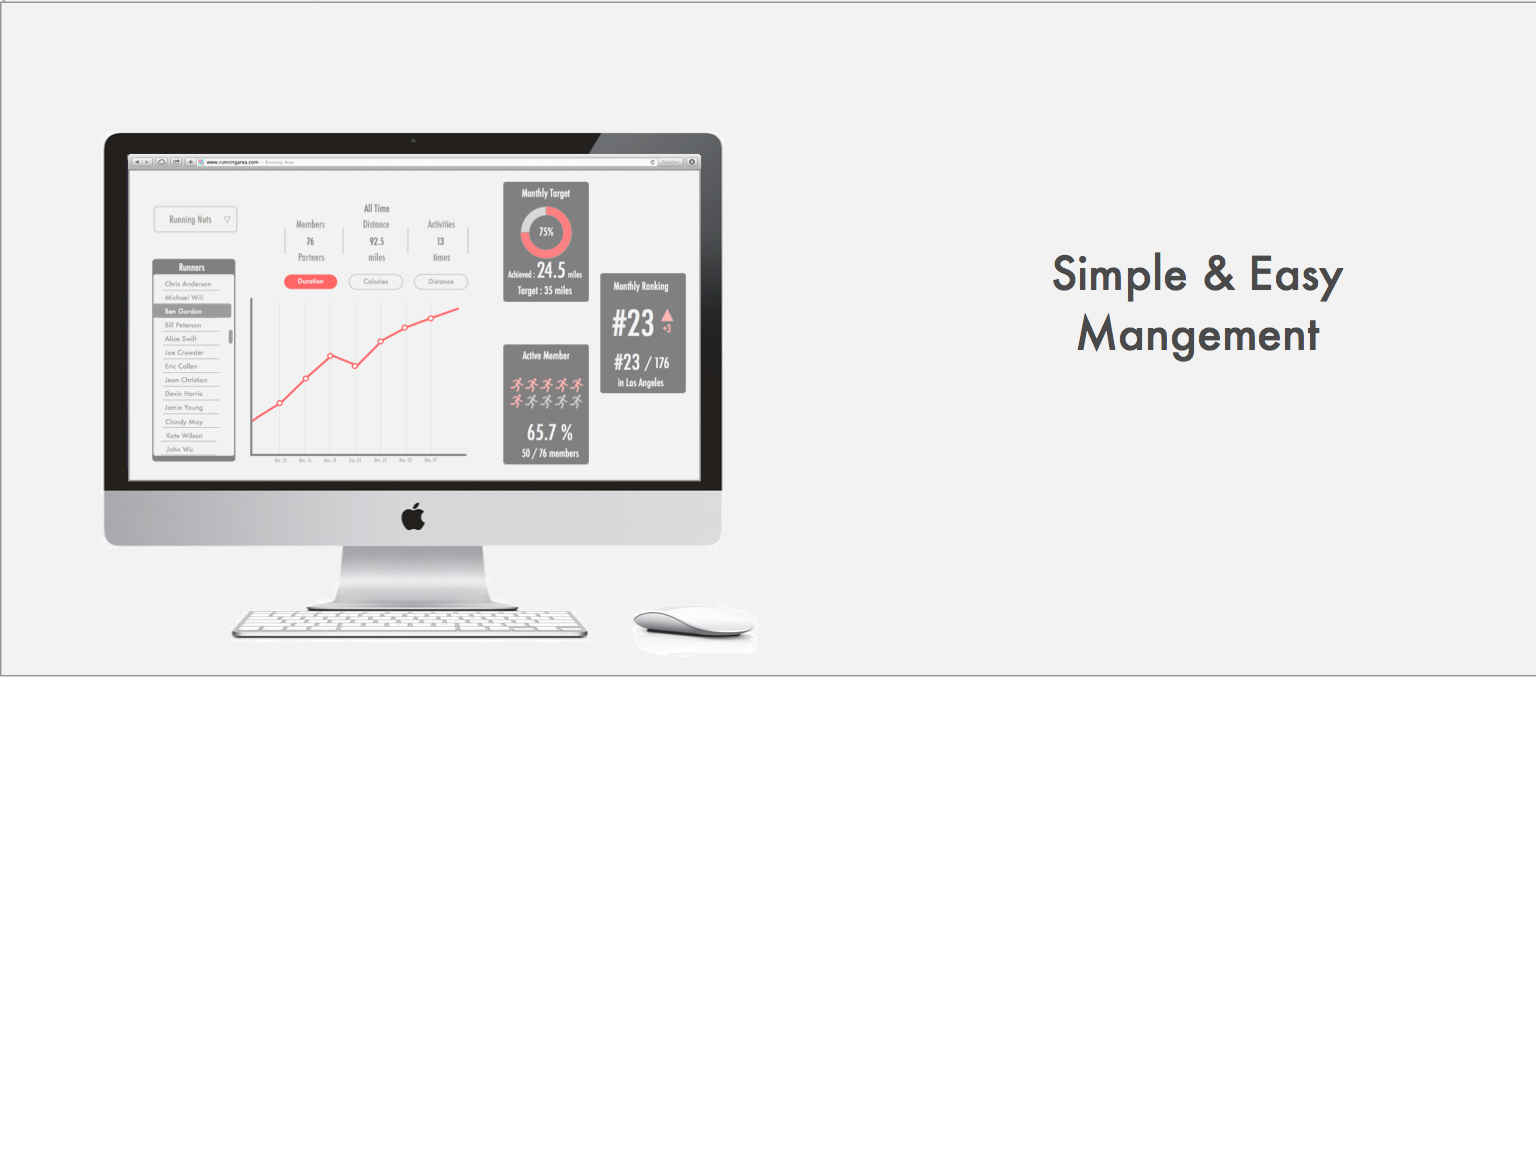 www.runningarea.com — Running Area
Reader
Running Nuts
All Time
Members
Distance
Activities
76
92.5
13
Partners
miles
times
Duration
Calories
Distance
Runners
Chris Anderson
Michael Will
Ben Gordon
Bill Peterson
Alice Swift
Joe Crowder
Eric Callen
Jean Christian
Devin Harris
Jamie Young
Chindy May
Kate Wilson
John Wu
Monthly Target
75%
Achieved : 24.5 miles
Target : 35 miles
Monthly Ranking
#23
+3
#23 / 176
in Los Angeles
Active Member
65.7 %
50 / 76 members
Simple & Easy
Mangement